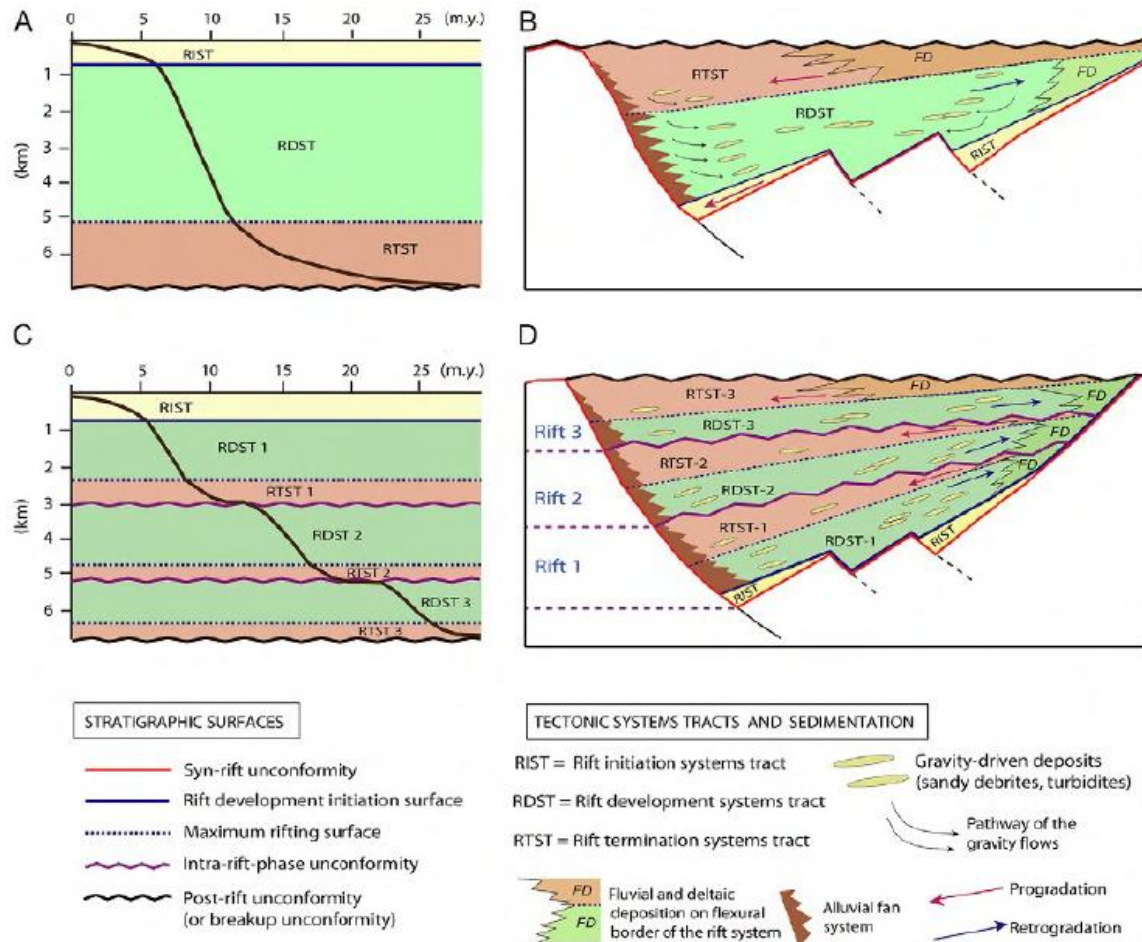 A
0 5 10 15 20 25 (m.y.)
(km)
1
2
3
4
5
6
RIST
RDST
RTST
B
RTST
FD
FD
RDST
RIST
C
0 5 10 15 20 25 (m.y.)
(km)
1
2
3
4
5
6
RIST
RDST 1
RTST 1
RDST 2
RTST 2
RDST 3
RTST 3
D
RTST-3
FD
Rift 3
RDST-3
FD
RTST-2
Rift 2
RDST-2
FD
RTST-1
Rift 1
RDST-1
RIST
RIST
STRATIGRAPHIC SURFACES
Syn-rift unconformity
Rift development initiation surface
Maximum rifting surface
Intra-rift-phase unconformity
Post-rift unconformity
(or breakup unconformity)
TECTONIC SYSTEMS TRACTS AND SEDIMENTATION
RIST = Rift initiation systems tract
RDST = Rift development systems tract
RTST = Rift termination systems tract
Gravity-driven deposits
(sandy debrites, turbidites)
Pathway of the
gravity flows
FD
FD
Fluvial and deltaic
deposition on flexural
border of the rift system
Alluvial fan
system
Progradation
Retrogradation